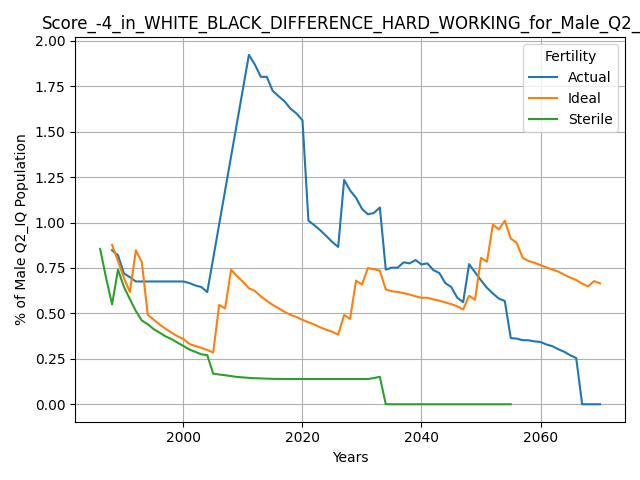 Score_-4_in_WHITE_BLACK_DIFFERENCE_HARD_WORKING_for_Male_Q2_
2.00
1.75
1.50
1.25
1.00
0.75
0.50
0.25
0.00
% of Male Q2_IQ Population
Fertility
Actual
Ideal
Sterile
2000
2020
2040
2060
Years